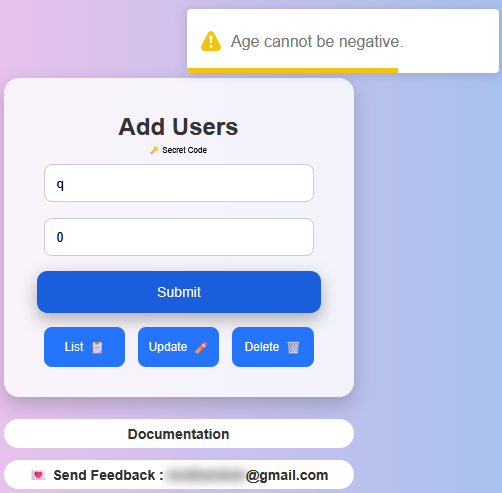 Age cannot be negative.
Add Users
Secret Code
q
0
Submit
List
Update
Delete
Documentation
Send Feedback : @gmail.com